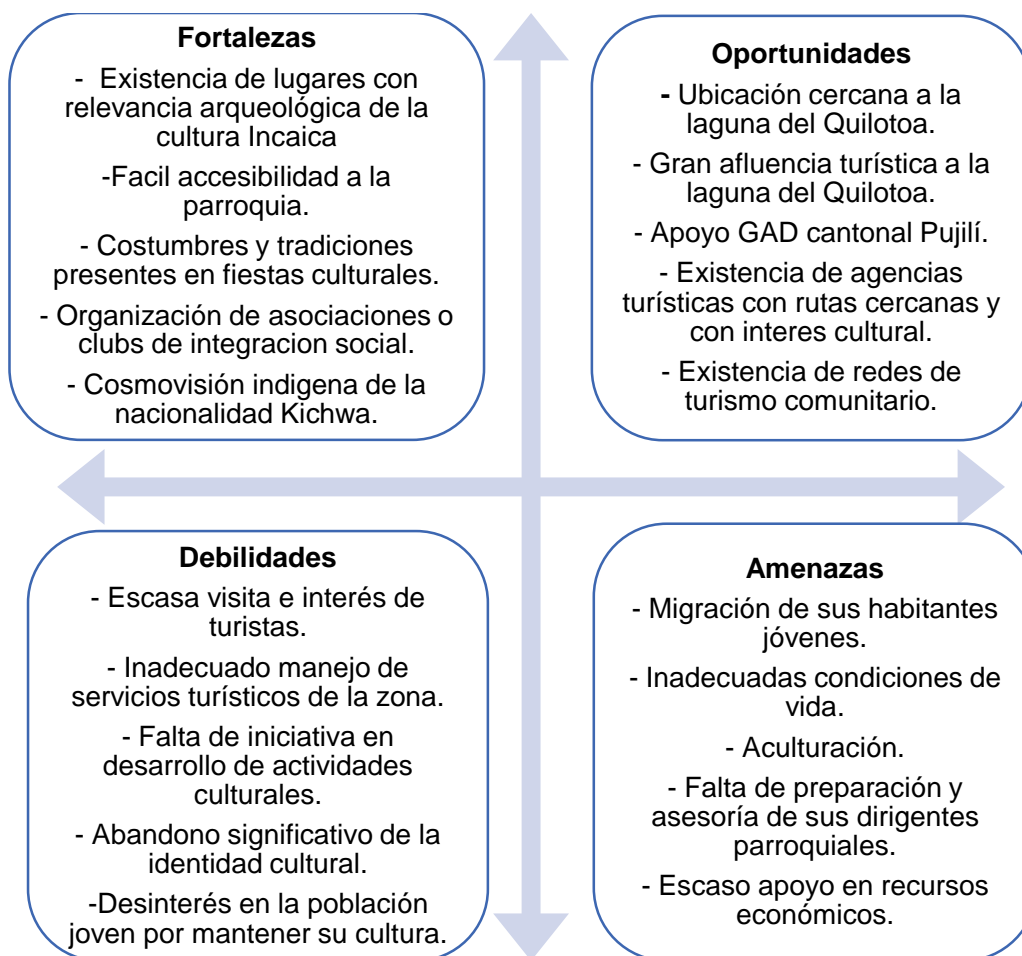 Fortalezas
- Existencia de lugares con
relevancia arqueológica de la
cultura Incaica
-Facil accesibilidad a la
parroquia.
- Costumbres y tradiciones
presentes en fiestas culturales.
- Organización de asociaciones o
clubs de integracion social.
- Cosmovisión indigena de la
nacionalidad Kichwa.
Oportunidades
- Ubicación cercana a la
laguna del Quilotoa.
- Gran afluencia turística a la
laguna del Quilotoa.
- Apoyo GAD cantonal Pujilí.
- Existencia de agencias
turísticas con rutas cercanas y
con interes cultural.
- Existencia de redes de
turismo comunitario.
Debilidades
- Escasa visita e interés de
turistas.
- Inadecuado manejo de
servicios turísticos de la zona.
- Falta de iniciativa en
desarrollo de actividades
culturales.
- Abandono significativo de la
identidad cultural.
-Desinterés en la población
joven por mantener su cultura.
Amenazas
- Migración de sus habitantes
jóvenes.
- Inadecuadas condiciones de
vida.
- Aculturación.
- Falta de preparación y
asesoría de sus dirigentes
parroquiales.
- Escaso apoyo en recursos
económicos.